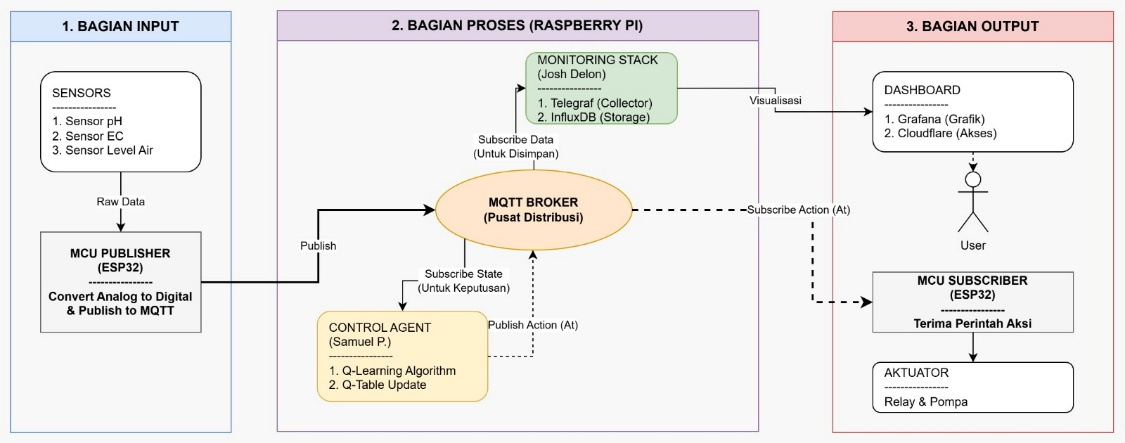 1. BAGIAN INPUT
SENSORS
----------------
1. Sensor pH
2. Sensor EC
3. Sensor Level Air
Raw Data
MCU PUBLISHER
(ESP32)
----------------
Convert Analog to Digital
& Publish to MQTT
Publish
2. BAGIAN PROSES (RASPBERRY PI)
MONITORING STACK
(Josh Delon)
----------------
1. Telegraf (Collector)
2. InfluxDB (Storage)
Subscribe Data
(Untuk Disimpan)
MQTT BROKER
(Pusat Distribusi)
Subscribe State
(Untuk Keputusan)
Publish Action (At)
CONTROL AGENT
(Samuel P.)
----------------
1. Q-Learning Algorithm
2. Q-Table Update
Visualisasi
Subscribe Action (At)
3. BAGIAN OUTPUT
DASHBOARD
----------------
1. Grafana (Grafik)
2. Cloudflare (Akses)
User
MCU SUBSCRIBER
(ESP32)
----------------
Terima Perintah Aksi
AKTUATOR
----------------
Relay & Pompa